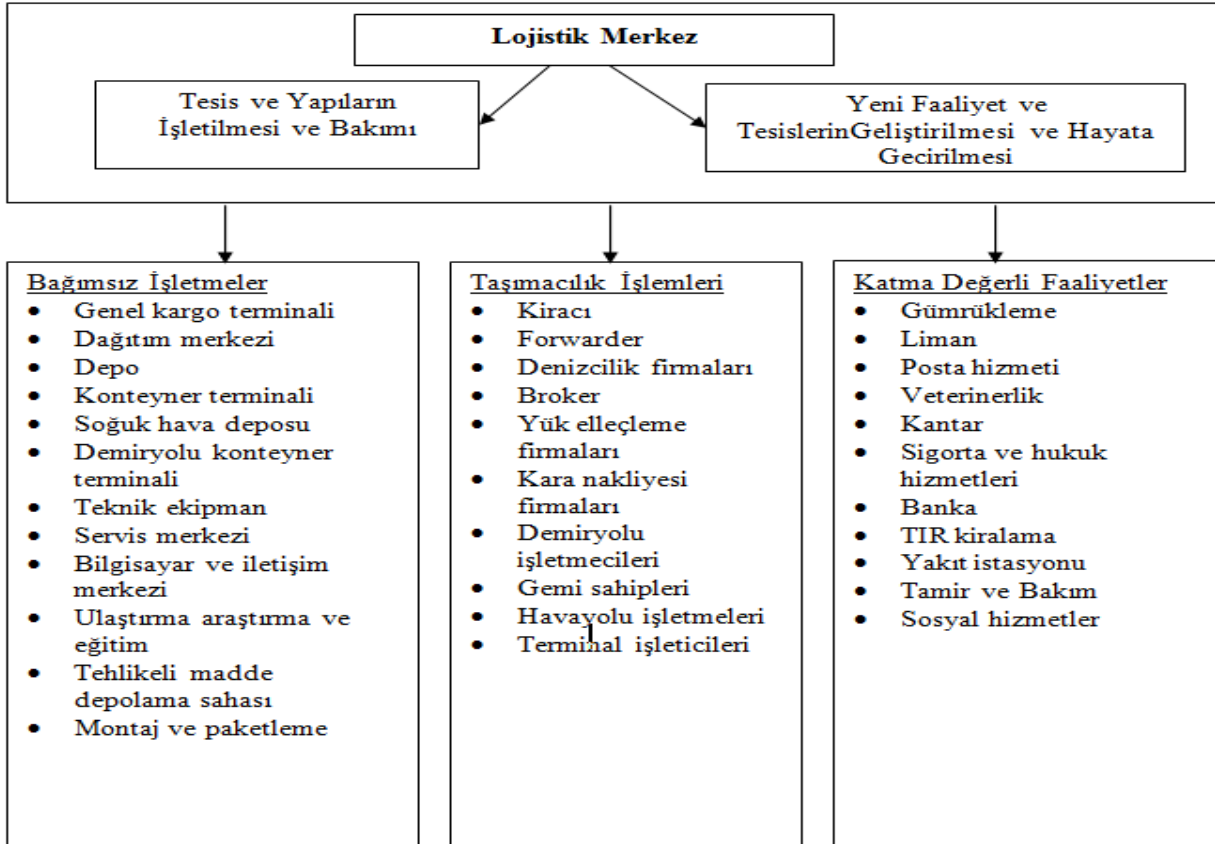 Lojistik Merkez
Tesis ve Yapıların
İşletilmesi ve Bakımı
Yeni Faaliyet ve
TesislerinGeliştirilmesi ve Hayata
Gecirilmesi
Bağımsız İşletmeler
• Genel kargo terminali
• Dağıtım merkezi
• Depo
• Konteyner terminali
• Soğuk hava deposu
• Demiryolu konteyner
terminali
• Teknik ekipman
• Servis merkezi
• Bilgisayar ve iletişim
merkezi
• Ulaştırma araştırma ve
eğitim
• Tehlikeli madde
depolama sahası
• Montaj ve paketleme
Taşımacılık İşlemleri
• Kiracı
• Forwarder
• Denizcilik firmaları
• Broker
• Yük elleçleme
firmaları
• Kara nakliyesi
firmaları
• Demiryolu
işletmecileri
• Gemi sahipleri
• Havayolu işletmeleri
• Terminal işleticileri
Katma Değerli Faaliyetler
• Gümrükleme
• Liman
• Posta hizmeti
• Veterinerlik
• Kantar
• Sigorta ve hukuk
hizmetleri
• Banka
• TIR kiralama
• Yakıt istasyonu
• Tamir ve Bakım
• Sosyal hizmetler